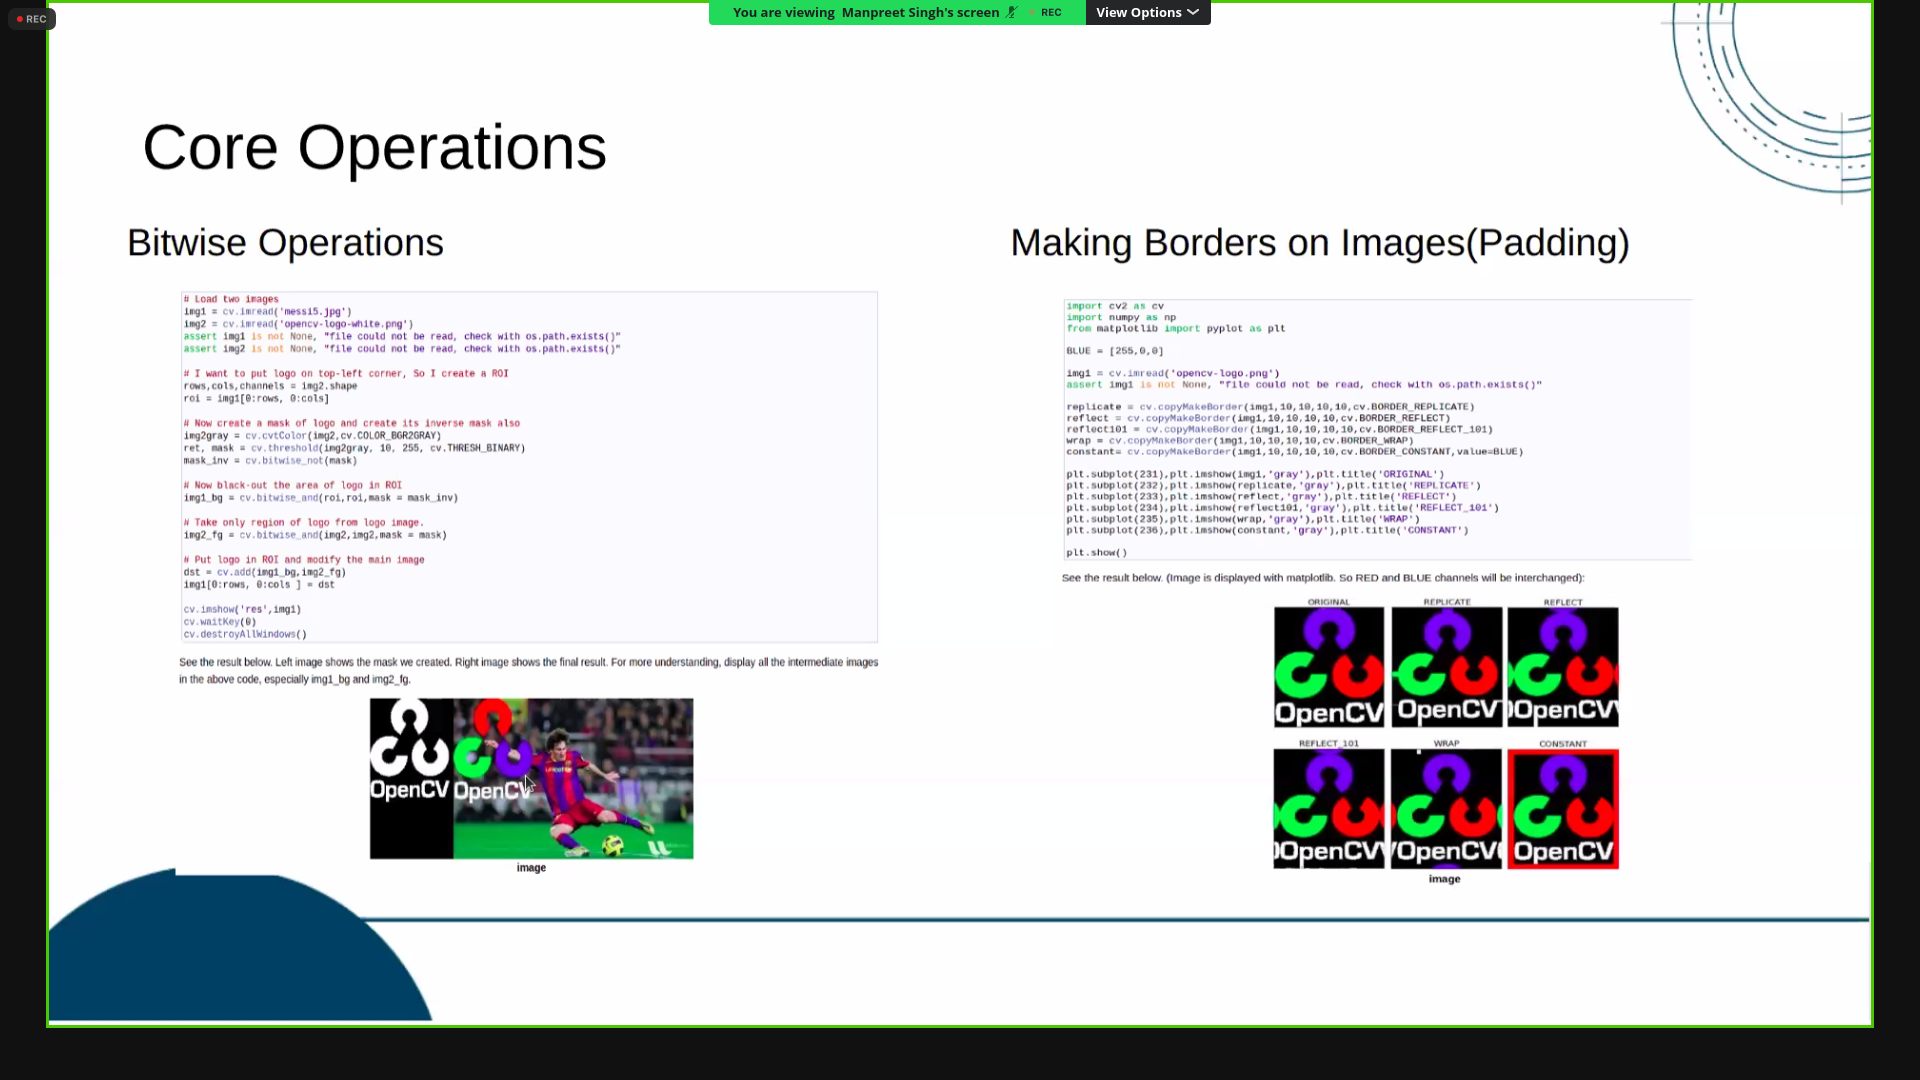 REC
You are viewing Manpreet Singh's screen
REC
View Options
Core Operations
Bitwise Operations
# Load two images
img1 = cv.imread('messi5.jpg')
img2 = cv.imread('opencv-logo-white.png')
assert img1 is not None, "file could not be read, check with os.path.exists()"
assert img2 is not None, "file could not be read, check with os.path.exists()"
# I want to put logo on top-left corner, So I create a ROI
rows,cols,channels = img2.shape
roi = img1[0:rows, 0:cols]
# Now create a mask of logo and create its inverse mask also
img2gray = cv.cvtColor(img2,cv.COLOR_BGR2GRAY)
ret, mask = cv.threshold(img2gray, 10, 255, cv.THRESH_BINARY)
mask_inv = cv.bitwise_not(mask)
# Now black-out the area of logo in ROI
img1_bg = cv.bitwise_and(roi,roi,mask = mask_inv)
# Take only region of logo from logo image.
img2_fg = cv.bitwise_and(img2,img2,mask = mask)
# Put logo in ROI and modify the main image
dst = cv.add(img1_bg,img2_fg)
img1[0:rows, 0:cols ] = dst
cv.imshow('res',img1)
cv.waitKey(0)
cv.destroyAllWindows()
See the result below. Left image shows the mask we created. Right image shows the final result. For more understanding, display all the intermediate images
in the above code, especially img1_bg and img2_fg.
OpenCV OpenCV
image
Making Borders on Images(Padding)
import cv2 as cv
import numpy as np
from matplotlib import pyplot as plt
BLUE = [255,0,0]
img1 = cv.imread('opencv-logo.png')
assert img1 is not None, "file could not be read, check with os.path.exists()"
replicate = cv.copyMakeBorder(img1,10,10,10,10,cv.BORDER_REPLICATE)
reflect = cv.copyMakeBorder(img1,10,10,10,10,cv.BORDER_REFLECT)
reflect101 = cv.copyMakeBorder(img1,10,10,10,10,cv.BORDER_REFLECT_101)
wrap = cv.copyMakeBorder(img1,10,10,10,10,cv.BORDER_WRAP)
constant= cv.copyMakeBorder(img1,10,10,10,10,cv.BORDER_CONSTANT,value=BLUE)
plt.subplot(231),plt.imshow(img1,'gray'),plt.title('ORIGINAL')
plt.subplot(232),plt.imshow(replicate,'gray'),plt.title('REPLICATE')
plt.subplot(233),plt.imshow(reflect,'gray'),plt.title('REFLECT')
plt.subplot(234),plt.imshow(reflect101,'gray'),plt.title('REFLECT_101')
plt.subplot(235),plt.imshow(wrap,'gray'),plt.title('WRAP')
plt.subplot(236),plt.imshow(constant,'gray'),plt.title('CONSTANT')
plt.show()
See the result below. (Image is displayed with matplotlib. So RED and BLUE channels will be interchanged):
ORIGINAL REPLICATE REFLECT
OpenCV OpenCV OpenCV
REFLECT_101 WRAP CONSTANT
OpenCV OpenCV OpenCV
image